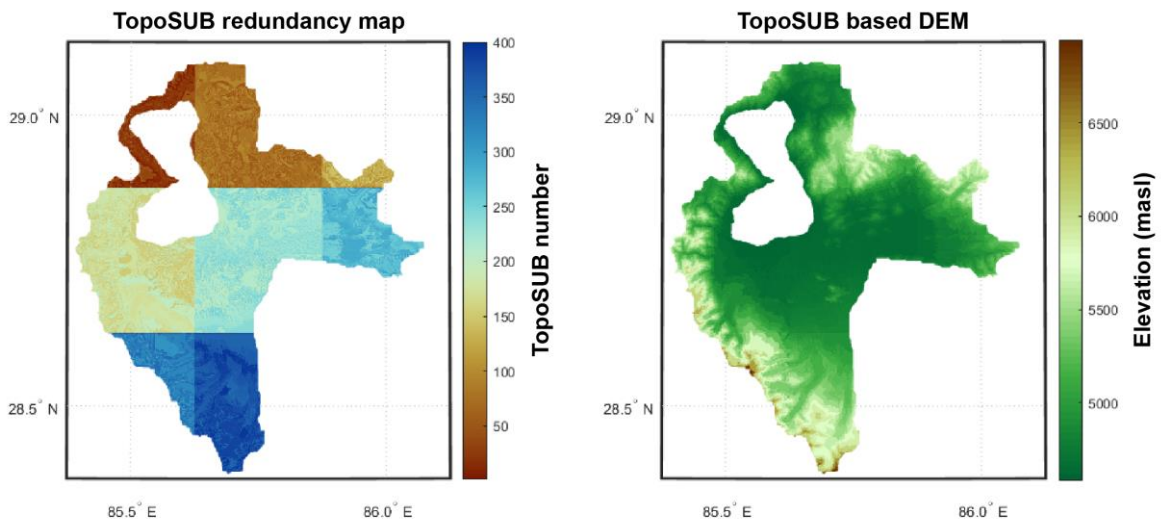 TopoSUB redundancy map
TopoSUB based DEM
29.0° N
28.5° N
85.5° E
86.0° E
400
350
300
250
200
150
100
50
TopoSUB number
29.0° N
28.5° N
85.5° E
86.0° E
6500
6000
5500
5000
Elevation (masl)